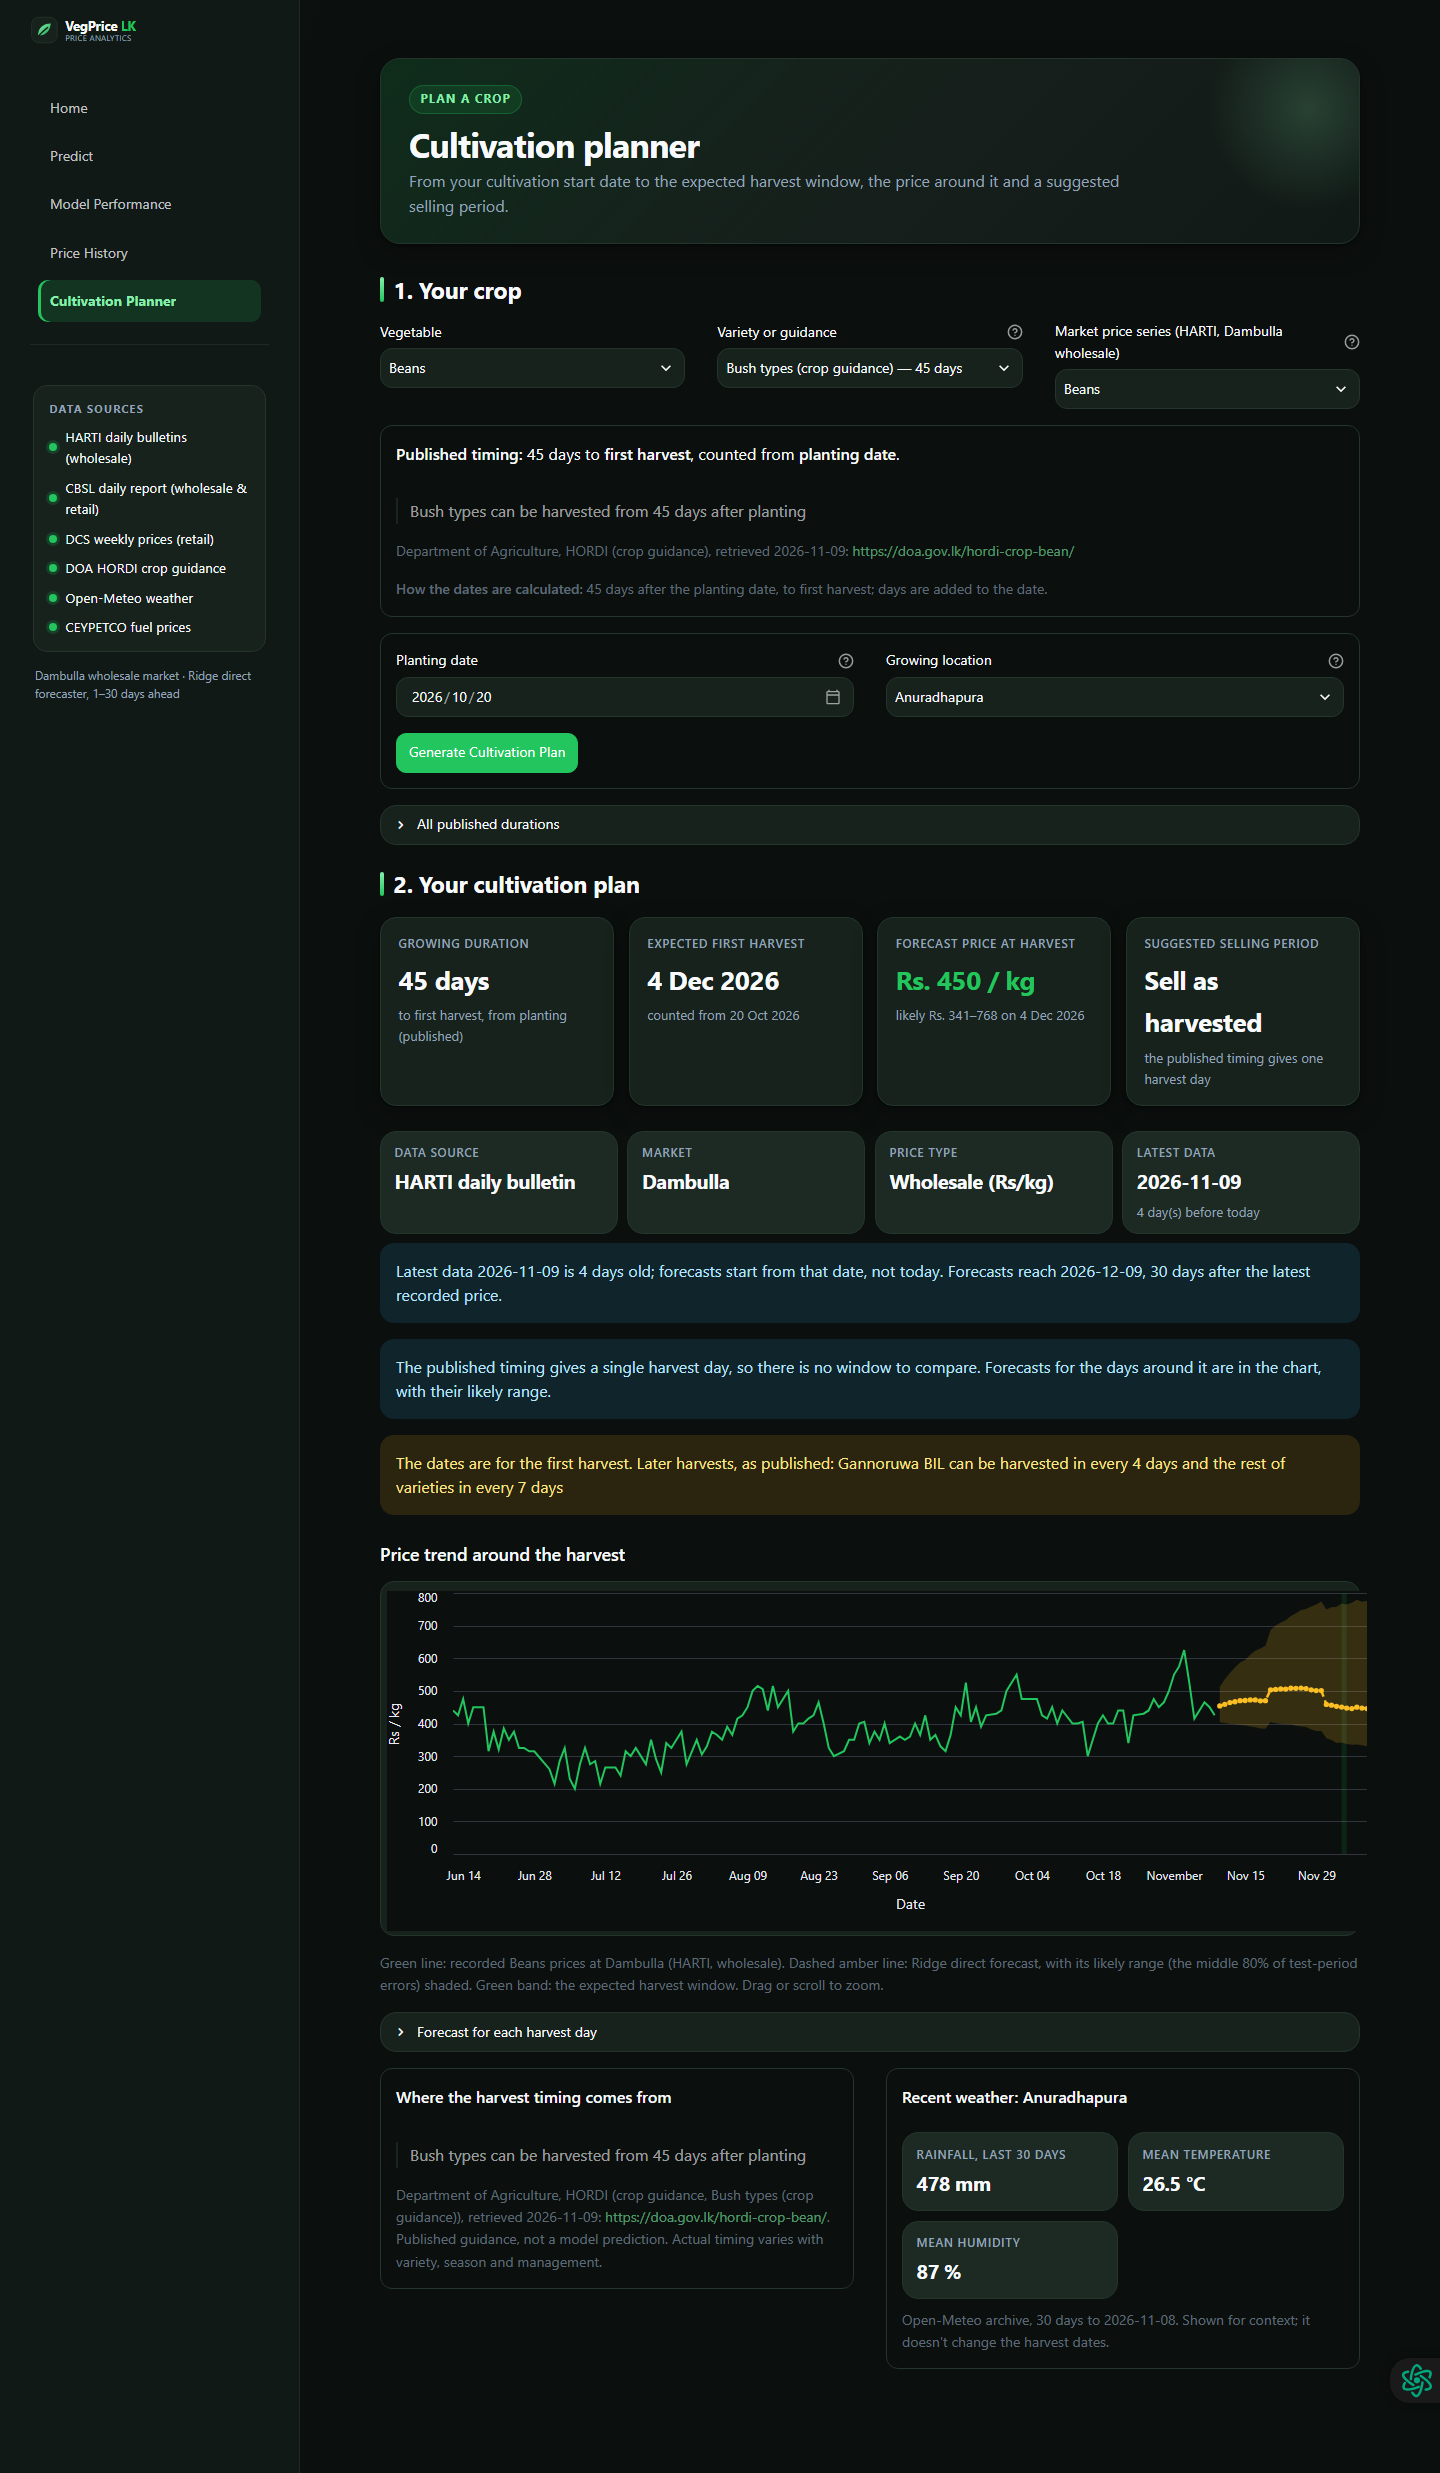 VegPrice LK
PRICE ANALYTICS
Home
Predict
Model Performance
Price History
Cultivation Planner
DATA SOURCES
HARTI daily bulletins
(wholesale)
CBSL daily report (wholesale &
retail)
DCS weekly prices (retail)
DOA HORDI crop guidance
Open-Meteo weather
CEYPETCO fuel prices
Dambulla wholesale market · Ridge direct
forecaster, 1–30 days ahead
PLAN A CROP
Cultivation planner
From your cultivation start date to the expected harvest window, the price around it and a suggested
selling period.
1. Your crop
Vegetable
Beans
Variety or guidance
Bush types (crop guidance) — 45 days
Market price series (HARTI, Dambulla
wholesale)
Beans
Published timing: 45 days to first harvest, counted from planting date.
Bush types can be harvested from 45 days after planting
Department of Agriculture, HORDI (crop guidance), retrieved 2026-11-09: https://doa.gov.lk/hordi-crop-bean/
How the dates are calculated: 45 days after the planting date, to first harvest; days are added to the date.
Planting date
2026/10/20
Growing location
Anuradhapura
Generate Cultivation Plan
All published durations
2. Your cultivation plan
GROWING DURATION
45 days
to first harvest, from planting
(published)
EXPECTED FIRST HARVEST
4 Dec 2026
counted from 20 Oct 2026
FORECAST PRICE AT HARVEST
Rs. 450 / kg
likely Rs. 341–768 on 4 Dec 2026
SUGGESTED SELLING PERIOD
Sell as
harvested
the published timing gives one
harvest day
DATA SOURCE
HARTI daily bulletin
MARKET
Dambulla
PRICE TYPE
Wholesale (Rs/kg)
LATEST DATA
2026-11-09
4 day(s) before today
Latest data 2026-11-09 is 4 days old; forecasts start from that date, not today. Forecasts reach 2026-12-09, 30 days after the latest
recorded price.
The published timing gives a single harvest day, so there is no window to compare. Forecasts for the days around it are in the chart,
with their likely range.
The dates are for the first harvest. Later harvests, as published: Gannoruwa BIL can be harvested in every 4 days and the rest of
varieties in every 7 days
Price trend around the harvest
800
700
600
500
400
300
200
100
0
Rs / kg
Jun 14 Jun 28 Jul 12 Jul 26 Aug 09 Aug 23 Sep 06 Sep 20 Oct 04 Oct 18 November Nov 15 Nov 29
Date
Green line: recorded Beans prices at Dambulla (HARTI, wholesale). Dashed amber line: Ridge direct forecast, with its likely range (the middle 80% of test-period
errors) shaded. Green band: the expected harvest window. Drag or scroll to zoom.
Forecast for each harvest day
Where the harvest timing comes from
Bush types can be harvested from 45 days after planting
Department of Agriculture, HORDI (crop guidance, Bush types (crop
guidance)), retrieved 2026-11-09: https://doa.gov.lk/hordi-crop-bean/.
Published guidance, not a model prediction. Actual timing varies with
variety, season and management.
Recent weather: Anuradhapura
RAINFALL, LAST 30 DAYS
478 mm
MEAN TEMPERATURE
26.5 °C
MEAN HUMIDITY
87 %
Open-Meteo archive, 30 days to 2026-11-08. Shown for context; it
doesn't change the harvest dates.